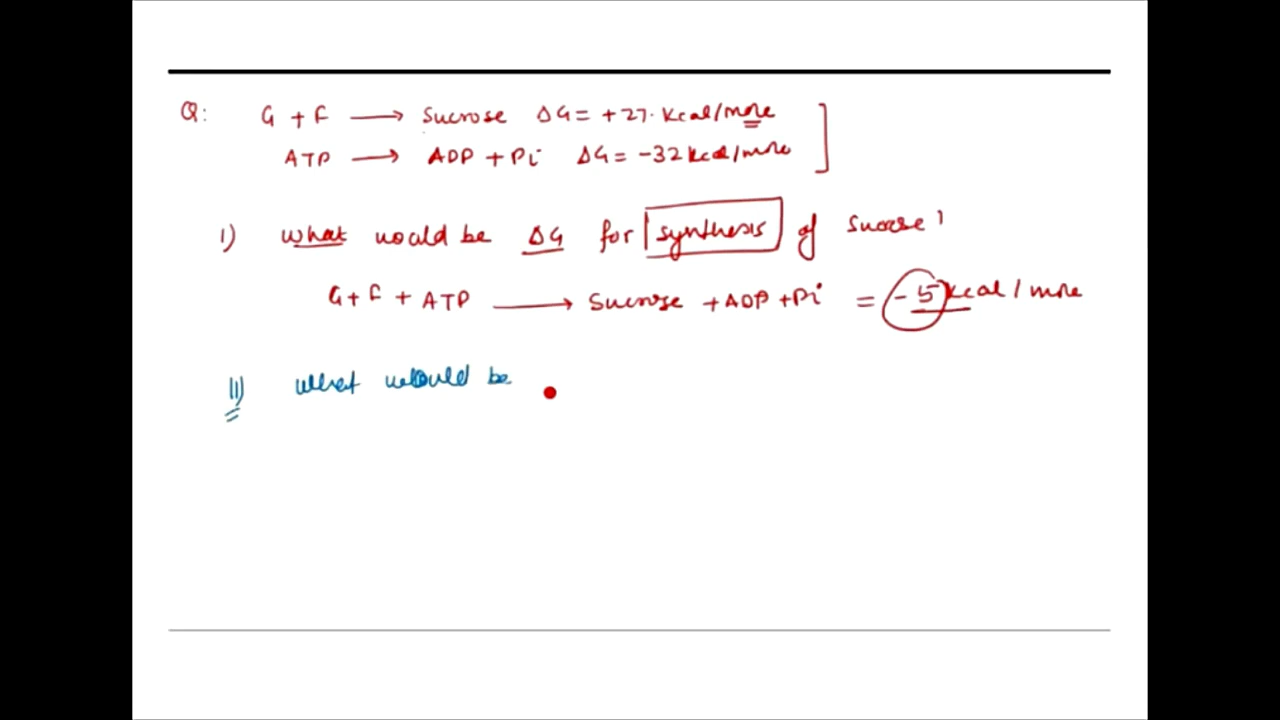 Q: G + F → Sucrose ΔG = +27. Kcal/mole
ATP → ADP + Pi ΔG = -32 kcal/mole
1) What would be ΔG for synthesis of sucrose?
G + F + ATP → Sucrose + ADP + Pi = -5 kcal / mole
11) What would be